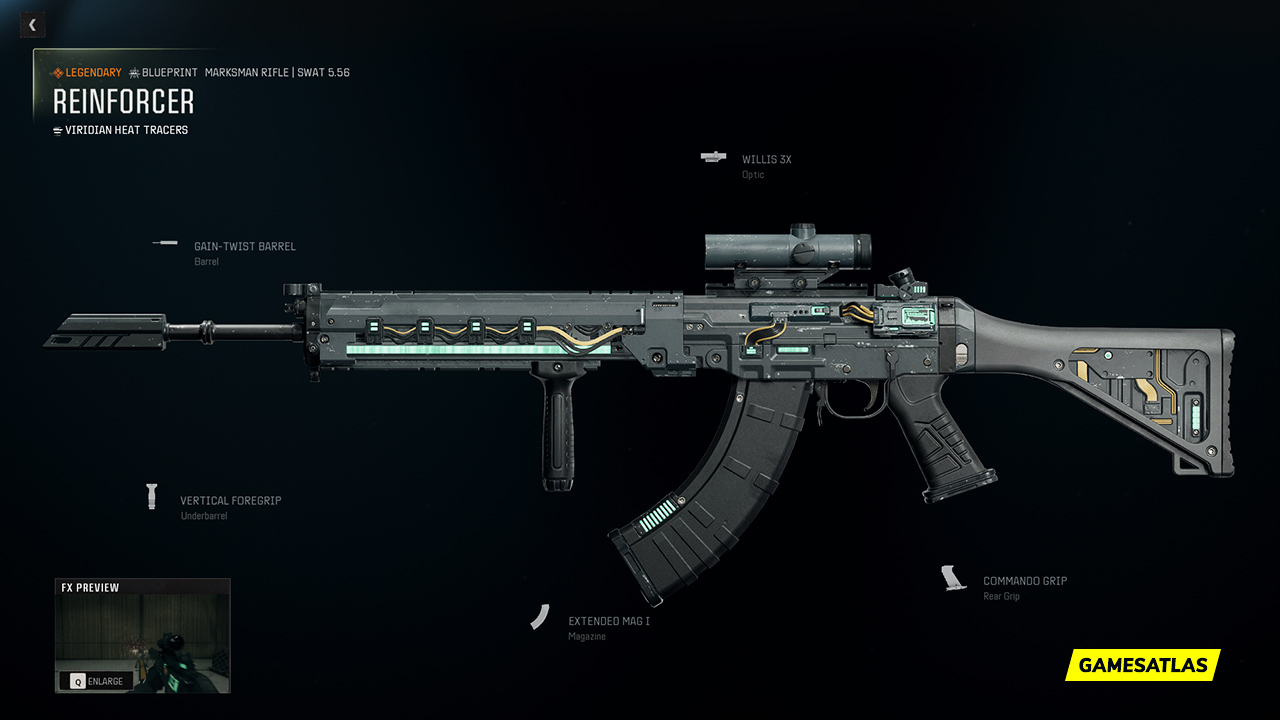 LEGENDARY BLUEPRINT MARKSMAN RIFLE | SWAT 5.56
REINFORCER
VIRIDIAN HEAT TRACERS
WILLIS 3X
Optic
GAIN-TWIST BARREL
Barrel
VERTICAL FOREGRIP
Underbarrel
FX PREVIEW
Q ENLARGE
EXTENDED MAG I
Magazine
COMMANDO GRIP
Rear Grip
GAMESATLAS